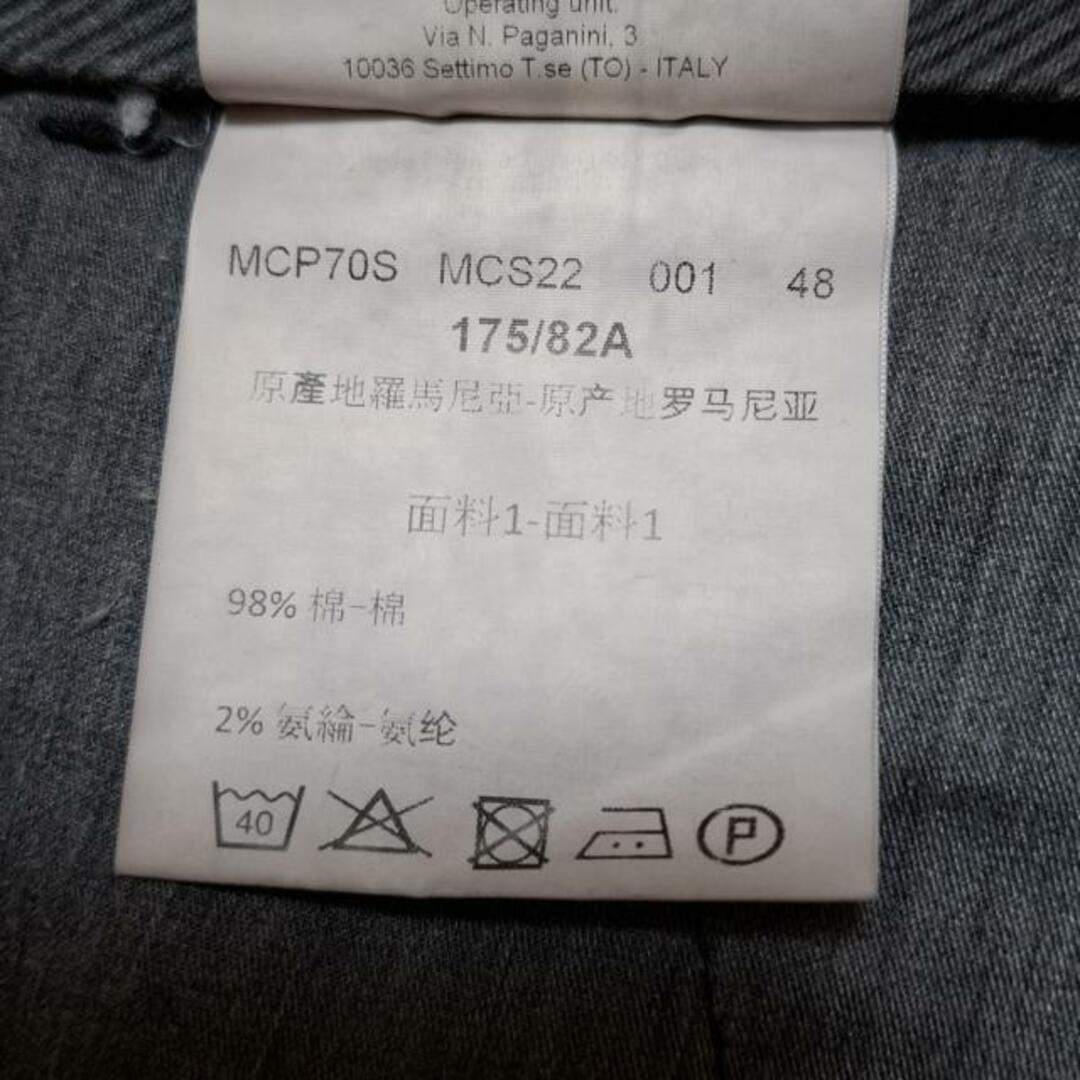 Operating unit.
Via N. Paganini, 3
10036 Settimo T.se (TO) - ITALY
MCP70S MCS22 001 48
175/82A
原產地羅馬尼亞-原产地罗马尼亚
面料1-面料1
98% 棉-棉
2% 氨綸-氨纶
40
P